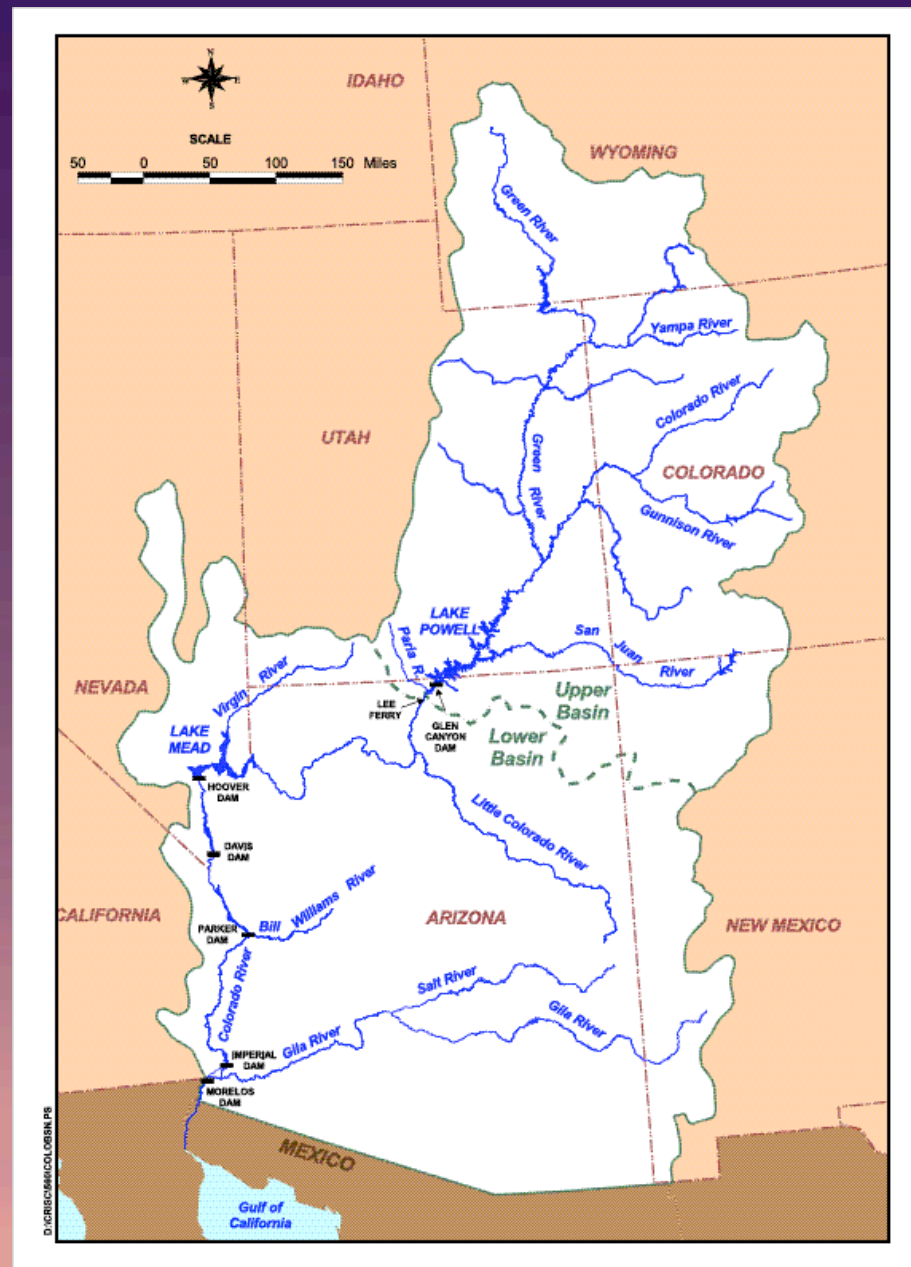 N
W E
S
SCALE
50 0 50 100 150 Miles
IDAHO
WYOMING
Green River
Yampa River
UTAH
Green River
Colorado River
COLORADO
Gunnison River
LAKE
POWELL
Paria R
San Juan River
NEVADA
Virgin River
LAKE
MEAD
LEE
FERRY
GLEN
CANYON
DAM
Upper
Basin
Lower
Basin
HOOVER
DAM
Little Colorado River
DAVIS
DAM
CALIFORNIA
PARKER
DAM
Bill Williams River
ARIZONA
NEW MEXICO
Colorado River
Salt River
Gila River
Gila River
IMPERIAL
DAM
MORELOS
DAM
MEXICO
Gulf of
California